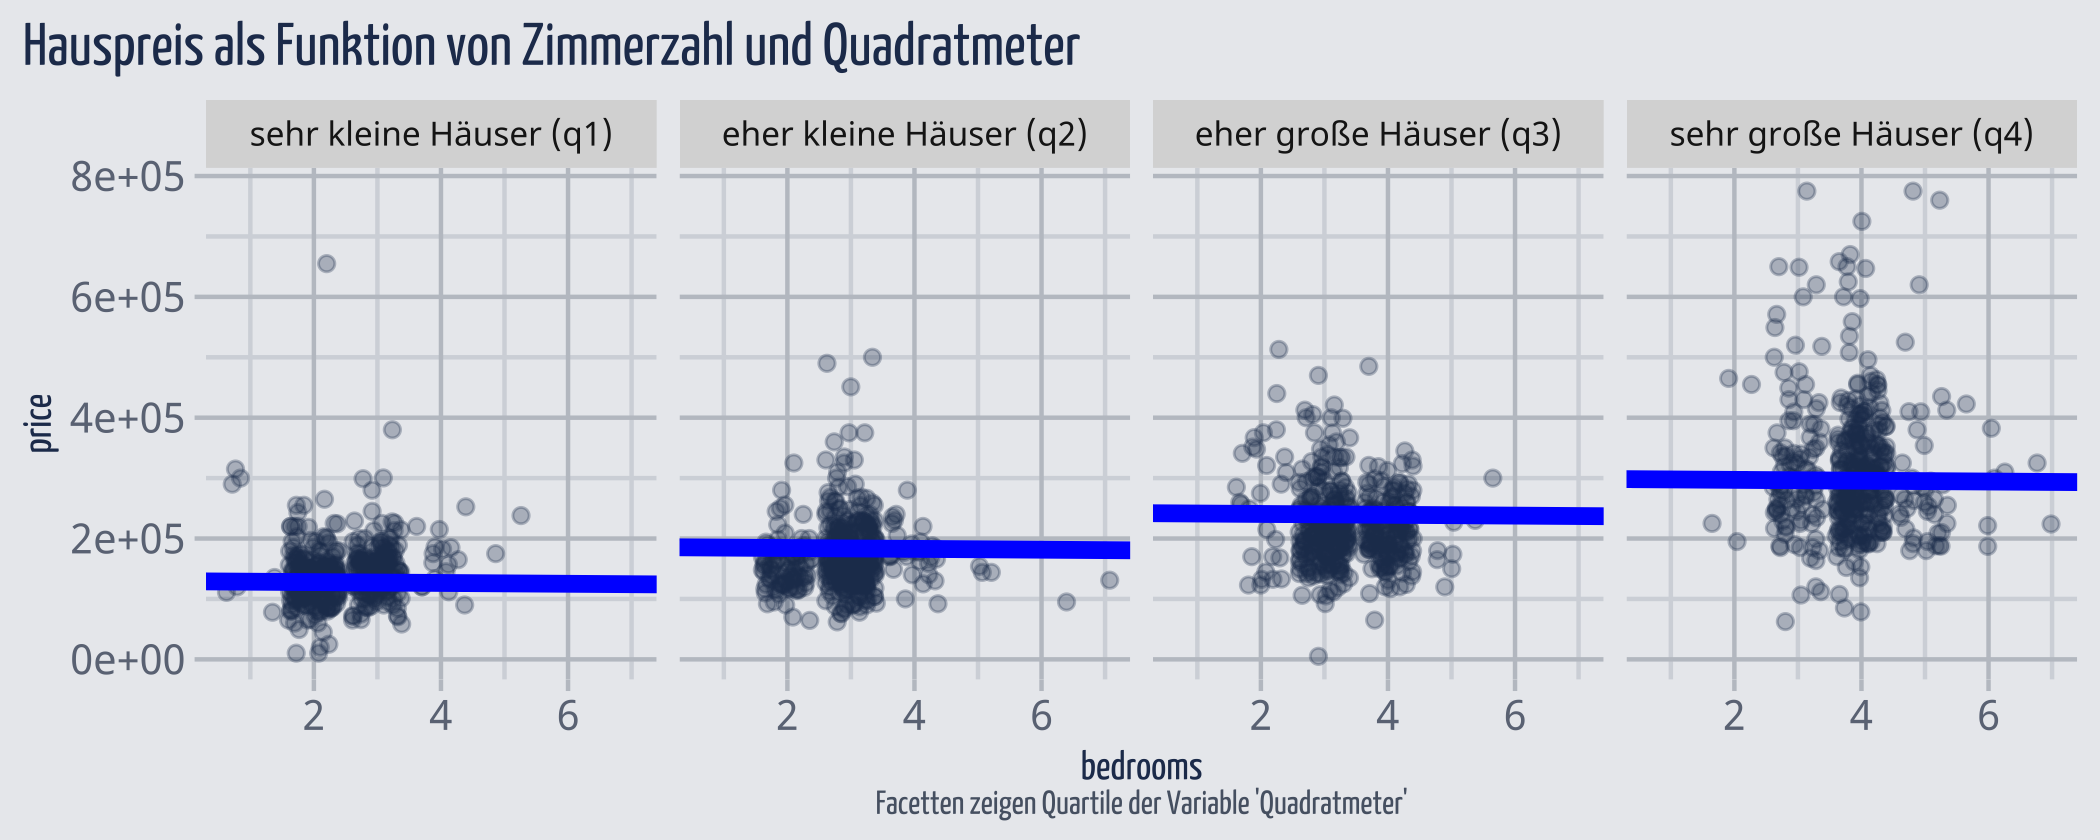 Hauspreis als Funktion von Zimmerzahl und Quadratmeter
sehr kleine Häuser (q1)
eher kleine Häuser (q2)
eher große Häuser (q3)
sehr große Häuser (q4)
8e+05
6e+05
4e+05
2e+05
0e+00
price
2 4 6
2 4 6
2 4 6
2 4 6
bedrooms
Facetten zeigen Quartile der Variable 'Quadratmeter'